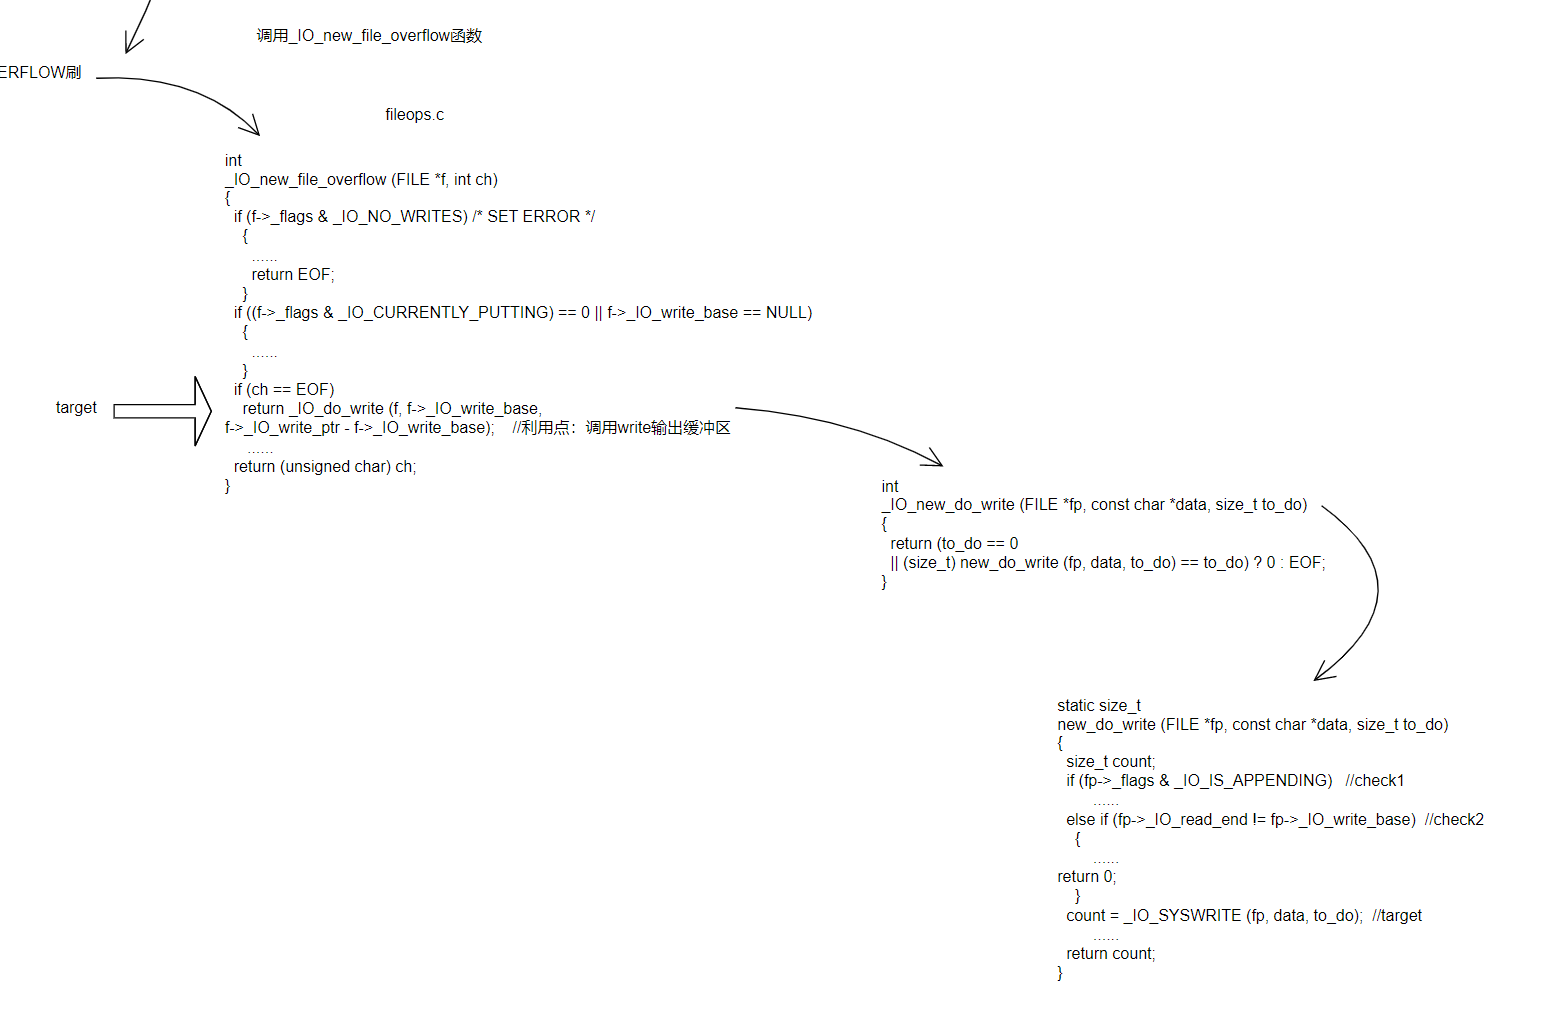 调用_IO_new_file_overflow函数
ERFLOW刷
fileops.c
int
_IO_new_file_overflow (FILE *f, int ch)
{
if (f->_flags & _IO_NO_WRITES) /* SET ERROR */
{
......
return EOF;
}
if ((f->_flags & _IO_CURRENTLY_PUTTING) == 0 || f->_IO_write_base == NULL)
{
......
}
if (ch == EOF)
target
return _IO_do_write (f, f->_IO_write_base,
f->_IO_write_ptr - f->_IO_write_base);    //利用点：调用write输出缓冲区
......
return (unsigned char) ch;
}
int
_IO_new_do_write (FILE *fp, const char *data, size_t to_do)
{
return (to_do == 0
|| (size_t) new_do_write (fp, data, to_do) == to_do) ? 0 : EOF;
}
static size_t
new_do_write (FILE *fp, const char *data, size_t to_do)
{
size_t count;
if (fp->_flags & _IO_IS_APPENDING)   //check1
......
else if (fp->_IO_read_end != fp->_IO_write_base)  //check2
{
......
return 0;
}
count = _IO_SYSWRITE (fp, data, to_do);  //target
......
return count;
}